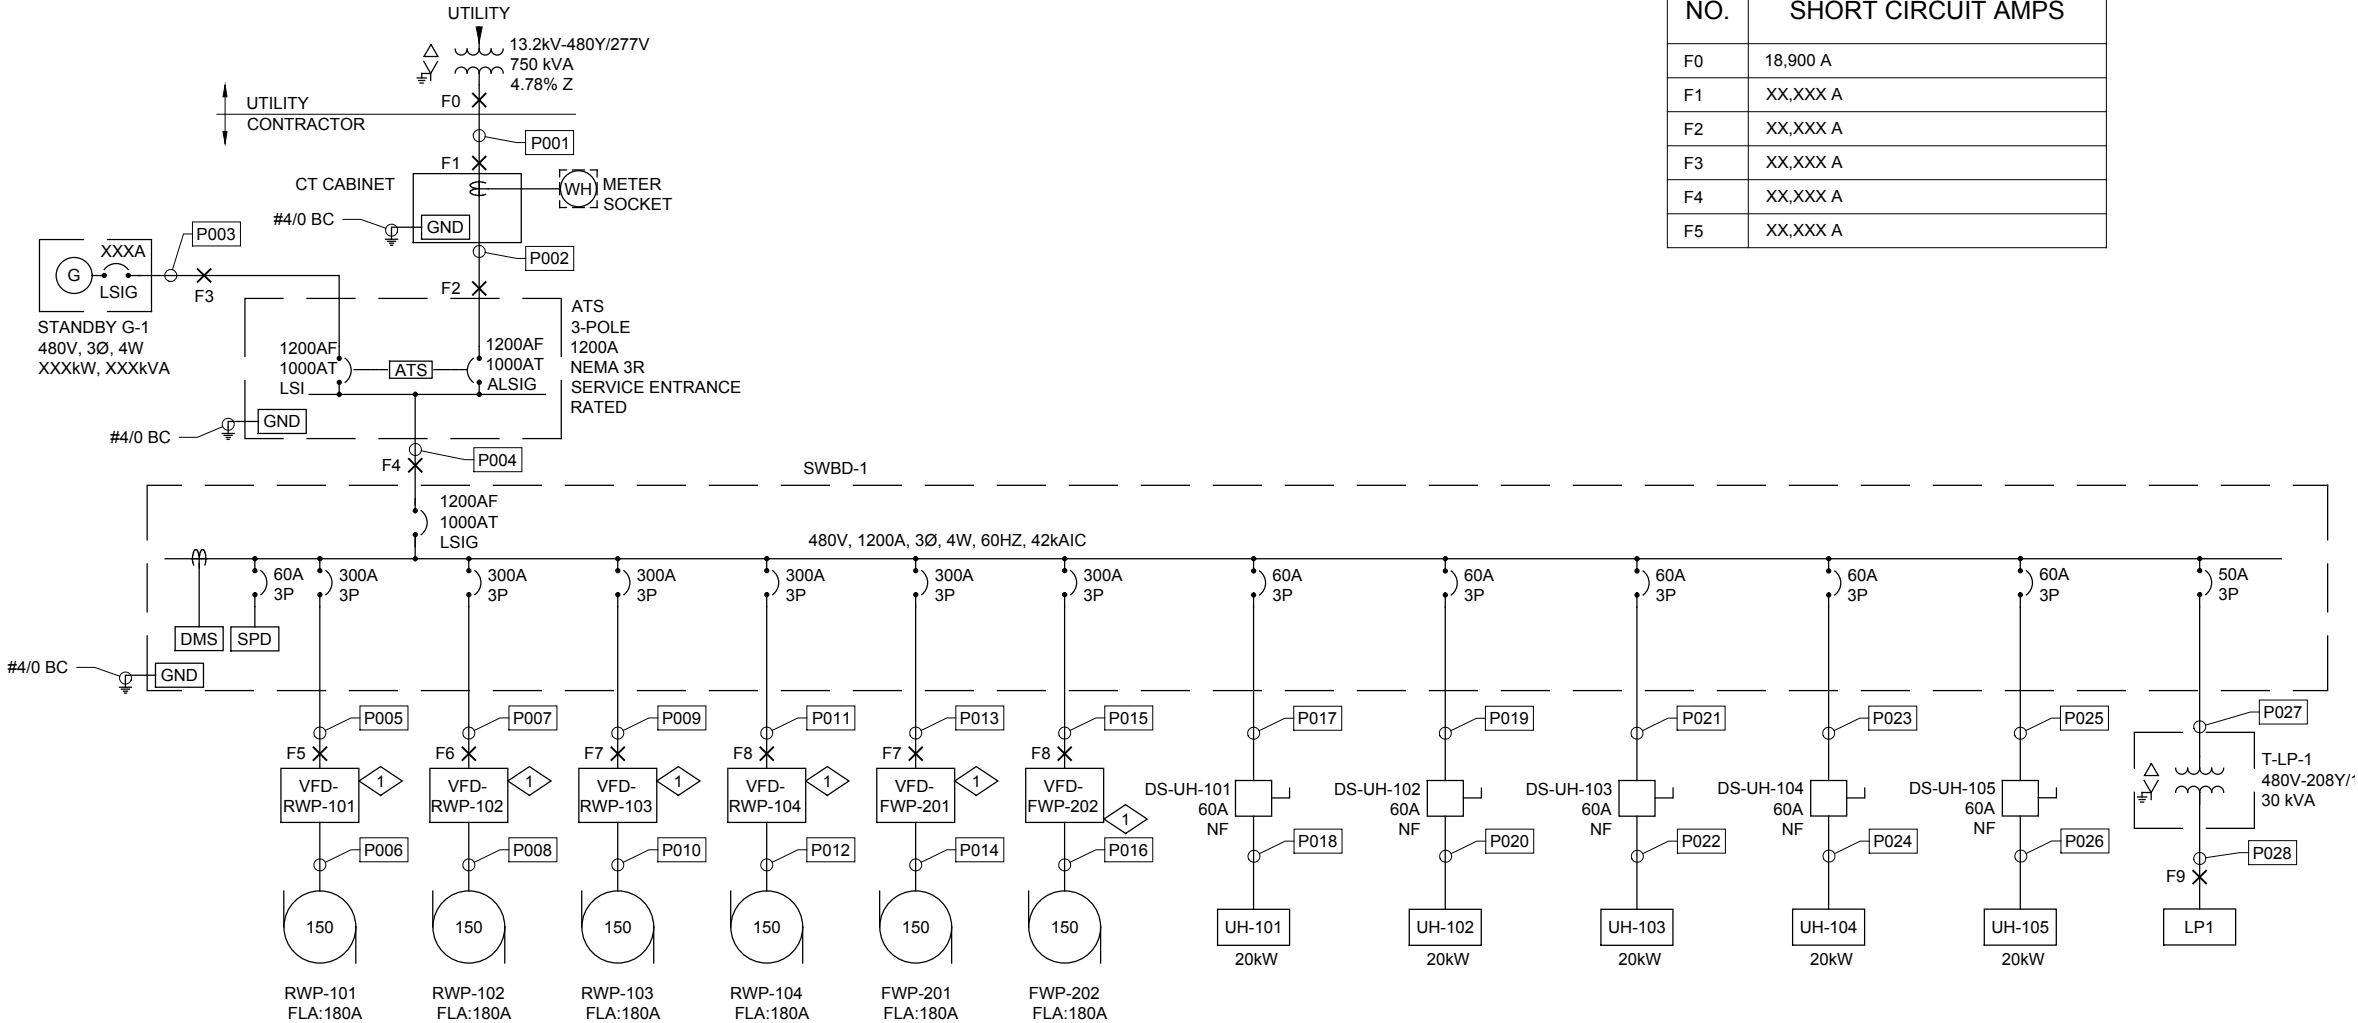 UTILITY
13.2kV-480Y/277V
750 kVA
4.78% Z
F0
UTILITY
CONTRACTOR
P001
F1
CT CABINET
WH
METER
SOCKET
#4/0 BC
GND
P002
F2
XXXA
G
LSIG
P003
F3
STANDBY G-1
480V, 3Ø, 4W
XXXkW, XXXkVA
ATS
3-POLE
1200A
NEMA 3R
SERVICE ENTRANCE
RATED
1200AF
1000AT
LSI
ATS
1200AF
1000AT
ALSIG
#4/0 BC
GND
F4
P004
NO. SHORT CIRCUIT AMPS
F0 18,900 A
F1 XX,XXX A
F2 XX,XXX A
F3 XX,XXX A
F4 XX,XXX A
F5 XX,XXX A
SWBD-1
1200AF
1000AT
LSIG
480V, 1200A, 3Ø, 4W, 60HZ, 42kAIC
60A
3P
300A
3P
300A
3P
300A
3P
300A
3P
300A
3P
300A
3P
60A
3P
60A
3P
60A
3P
60A
3P
60A
3P
50A
3P
DMS
SPD
#4/0 BC
GND
P005
F5
VFD-
RWP-101
1
P006
150
RWP-101
FLA:180A
P007
F6
VFD-
RWP-102
1
P008
150
RWP-102
FLA:180A
P009
F7
VFD-
RWP-103
1
P010
150
RWP-103
FLA:180A
P011
F8
VFD-
RWP-104
1
P012
150
RWP-104
FLA:180A
P013
F7
VFD-
FWP-201
1
P014
150
FWP-201
FLA:180A
P015
F8
VFD-
FWP-202
1
P016
150
FWP-202
FLA:180A
P017
DS-UH-101
60A
NF
P018
UH-101
20kW
P019
DS-UH-102
60A
NF
P020
UH-102
20kW
P021
DS-UH-103
60A
NF
P022
UH-103
20kW
P023
DS-UH-104
60A
NF
P024
UH-104
20kW
P025
DS-UH-105
60A
NF
P026
UH-105
20kW
P027
T-LP-1
480V-208Y/1
30 kVA
P028
F9
LP1